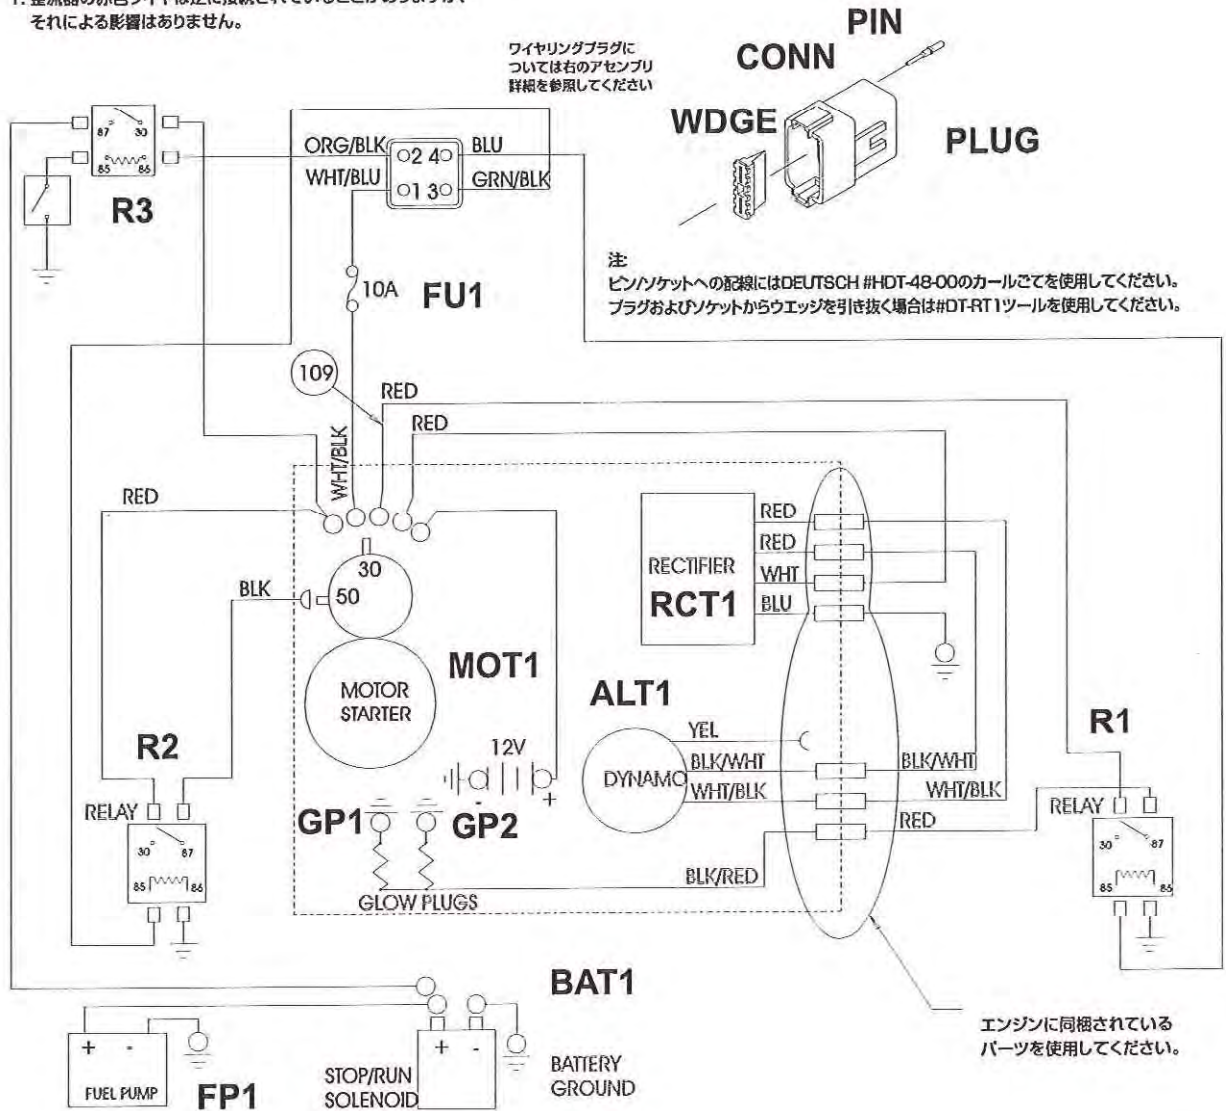 それによる影響はありません。
PIN
CONN
WDGE
PLUG
ワイヤリングプラグに
ついては右のアセンブリ
詳細を参照してください
87 30
85 86
R3
ORG/BLK
WHT/BLU
2 4
1 3
BLU
GRN/BLK
10A
FU1
注:
ピン/ソケットへの配線にはDEUTSCH #HDT-48-00のカールごてを使用してください。
プラグおよびソケットからウエッジを引き抜く場合は#DT-RT1ツールを使用してください。
109
RED
RED
WHT/BLK
RED
30
50
BLK
MOT1
MOTOR
STARTER
RECTIFIER
RCT1
RED
RED
WHT
BLU
ALT1
DYNAMO
YEL
BLK/WHT
WHT/BLK
BLK/WHT
WHT/BLK
RED
BLK/RED
R2
RELAY
30 87
85 86
12V
- +
GP1
GP2
GLOW PLUGS
R1
RELAY
30 87
85 86
BAT1
+ -
FUEL PUMP
FP1
STOP/RUN
SOLENOID
+ -
BATTERY
GROUND
エンジンに同梱されている
パーツを使用してください。